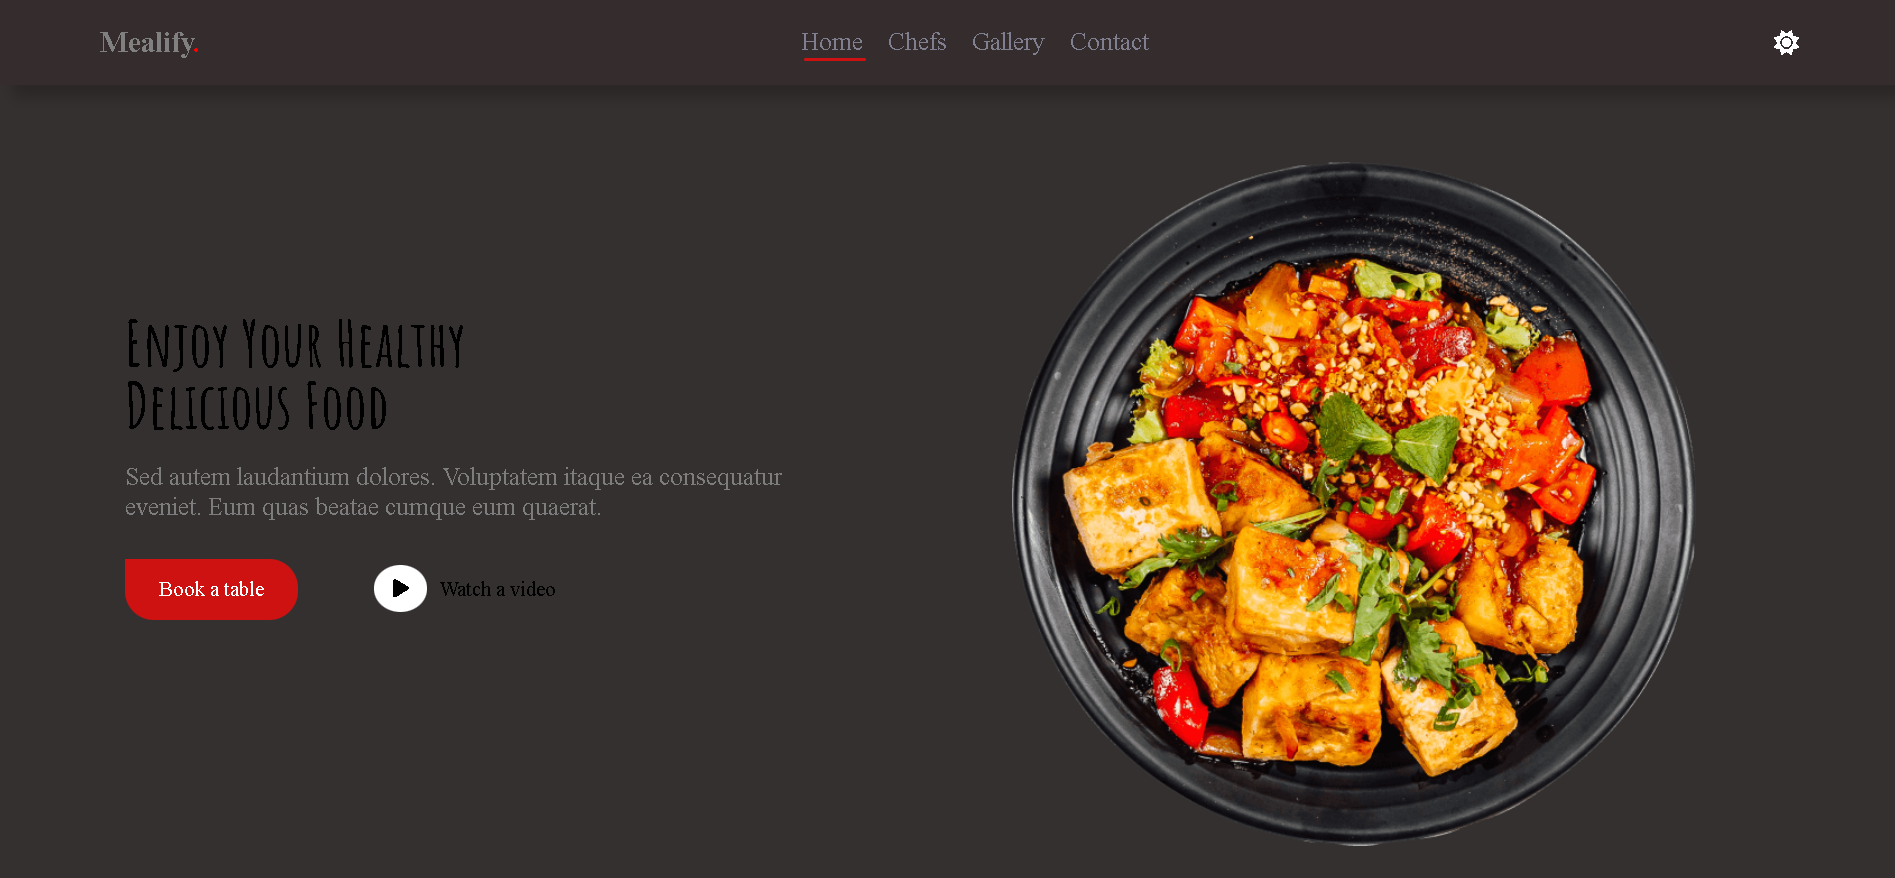 Mealify.
Home Chefs Gallery Contact
Enjoy Your Healthy
Delicious Food
Sed autem laudantium dolores. Voluptatem itaque ea consequatur
eveniet. Eum quas beatae cumque eum quaerat.
Book a table
Watch a video